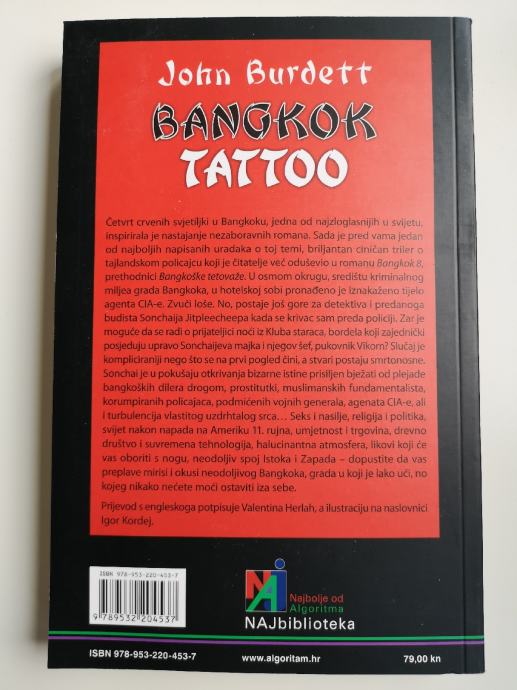 John Burdett
BANGKOK
TATTOO
Četvrt crvenih svjetiljki u Bangkoku, jedna od najzloglasnijih u svijetu,
inspirirala je nastajanje nezaboravnih romana. Sada je pred vama jedan
od najboljih napisanih uradaka o toj temi, briljantan ciničan triler o
tajlandskom policajcu koji je čitatelje već oduševio u romanu Bangkok 8,
prethodnici Bangkoške tetovaže. U osmom okrugu, središtu kriminalnog
miljea grada Bangkoka, u hotelskoj sobi pronađeno je iznakaženo tijelo
agenta CIA-e. Zvuči loše. No, postaje još gore za detektiva i predanoga
budista Sonchaija Jitpleecheepa kada se krivac sam preda policiji. Zar je
moguće da se radi o prijateljici noći iz Kluba staraca, bordela koji zajednički
posjeduju upravo Sonchaijeva majka i njegov šef, pukovnik Vikorn? Slučaj je
kompliciraniji nego što se na prvi pogled čini, a stvari postaju smrtonosne.
Sonchai je u pokušaju otkrivanja bizarne istine prisiljen bježati od plejade
bangkoških dilera drogom, prostitutki, muslimanskih fundamentalista,
korumpiranih policajaca, podmićenih vojnih generala, agenata CIA-e, ali
i turbulencija vlastitog uzdrhtalog srca... Seks i nasilje, religija i politika,
svijet nakon napada na Ameriku 11. rujna, umjetnost i trgovina, drevno
društvo i suvremena tehnologija, halucinantna atmosfera, likovi koji će
vas oboriti s nogu, neodoljiv spoj Istoka i Zapada – dopustite da vas
preplave mirisi i okusi neodoljivog Bangkoka, grada u koji je lako ući, no
kojeg nikako nećete moći ostaviti iza sebe.
Prijevod s engleskoga potpisuje Valentina Herlah, a ilustraciju na naslovnici
Igor Kordej.
ISBN 978-953-220-453-7
9 789532 204537
NAJ
Najbolje od
Algoritma
NAJbiblioteka
ISBN 978-953-220-453-7
www.algoritam.hr
79,00 kn